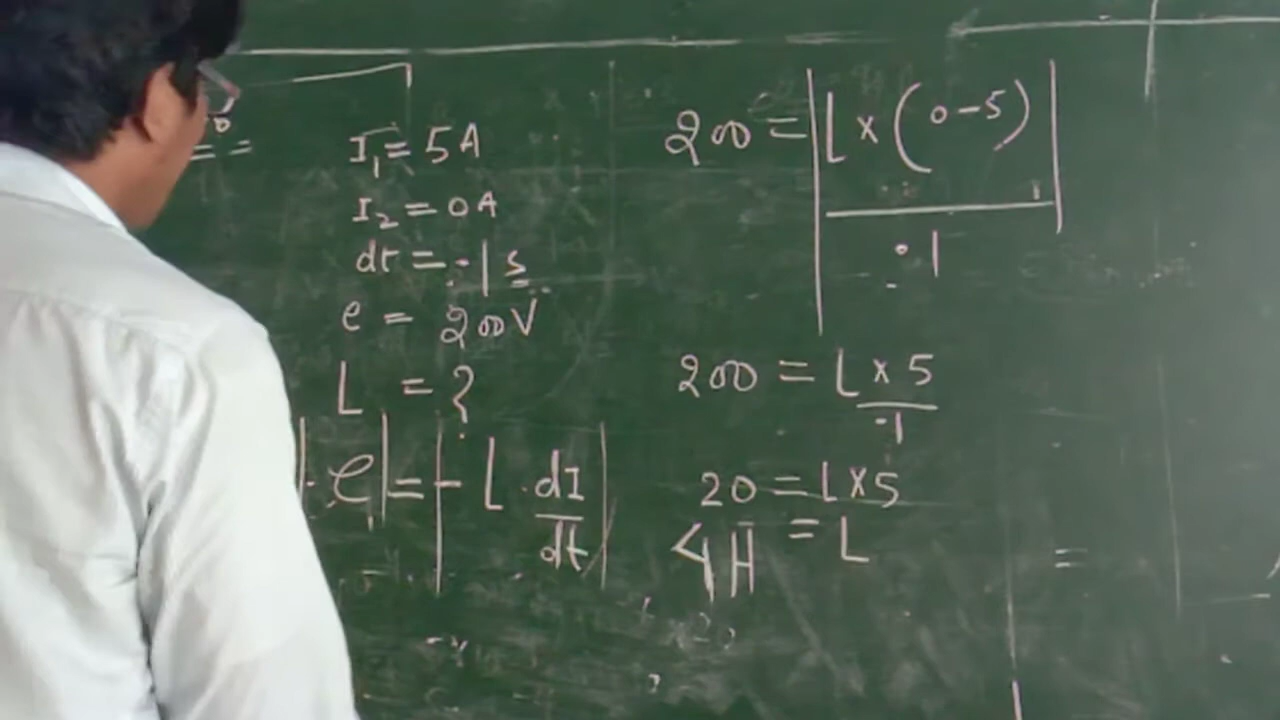 I₁ = 5A
I₂ = 0A
dt = .1 s
e = 200V
L = ?
|e| = |- L . dI/dt|
200 = |L × (0-5) / .1|
200 = L × 5 / .1
20 = L × 5
4H = L